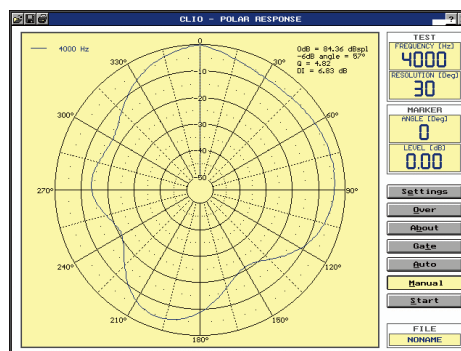 CLIO - POLAR RESPONSE
?
4000 Hz
0dB = 84.36 dBspl
-6dB angle = 57°
Q = 4.82
DI = 6.83 dB
0
330°
30°
300°
60°
270°
90°
240°
120°
210°
150°
180°
-10
-20
-30
-40
-50
TEST
FREQUENCY [Hz]
4000
RESOLUTION [Deg]
30
MARKER
ANGLE [Deg]
0
LEVEL [dB]
0.00
Settings
Over
About
Gate
Auto
Manual
Start
FILE
NONAME